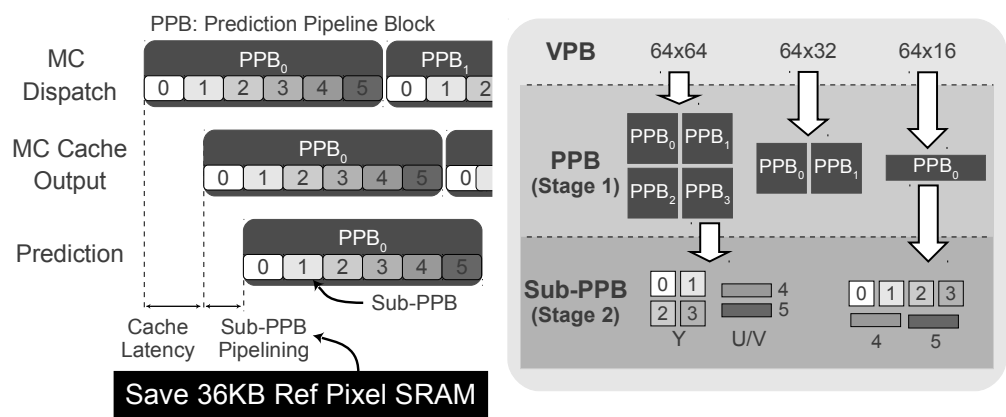 PPB: Prediction Pipeline Block
MC
Dispatch
PPB0
PPB1
0 1 2 3 4 5
0 1 2
MC Cache
Output
PPB0
0 1 2 3 4 5
0
Prediction
PPB0
0 1 2 3 4 5
Sub-PPB
Cache
Latency
Sub-PPB
Pipelining
Save 36KB Ref Pixel SRAM
VPB 64x64 64x32 64x16
PPB
(Stage 1)
PPB0 PPB1
PPB2 PPB3
PPB0 PPB1
PPB0
Sub-PPB
(Stage 2)
0 1
2 3
Y
4
5
U/V
0 1 2 3
4 5